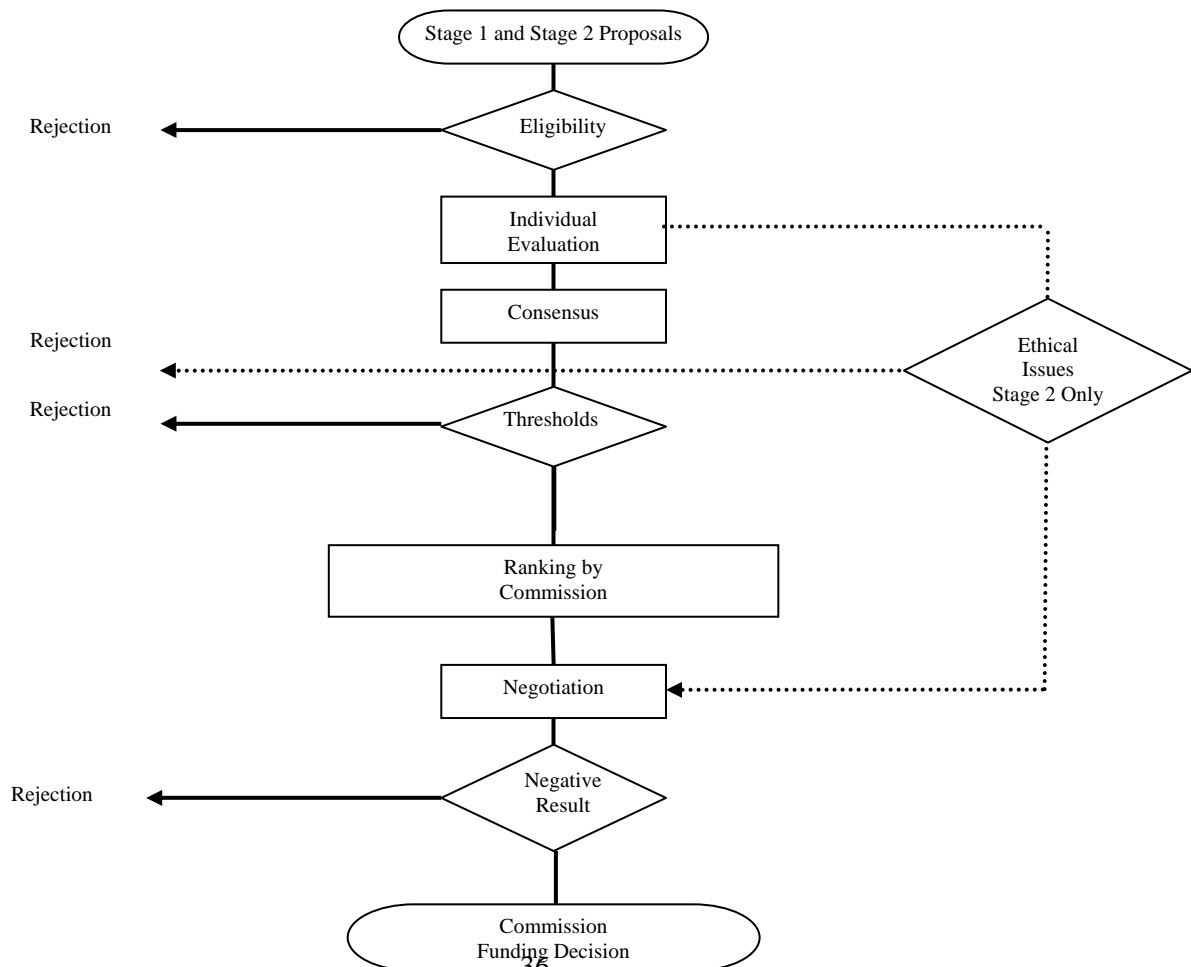 Stage 1 and Stage 2 Proposals
Rejection
Eligibility
Individual
Evaluation
Consensus
Rejection
Ethical
Issues
Stage 2 Only
Rejection
Thresholds
Ranking by
Commission
Negotiation
Rejection
Negative
Result
Commission
Funding Decision
36